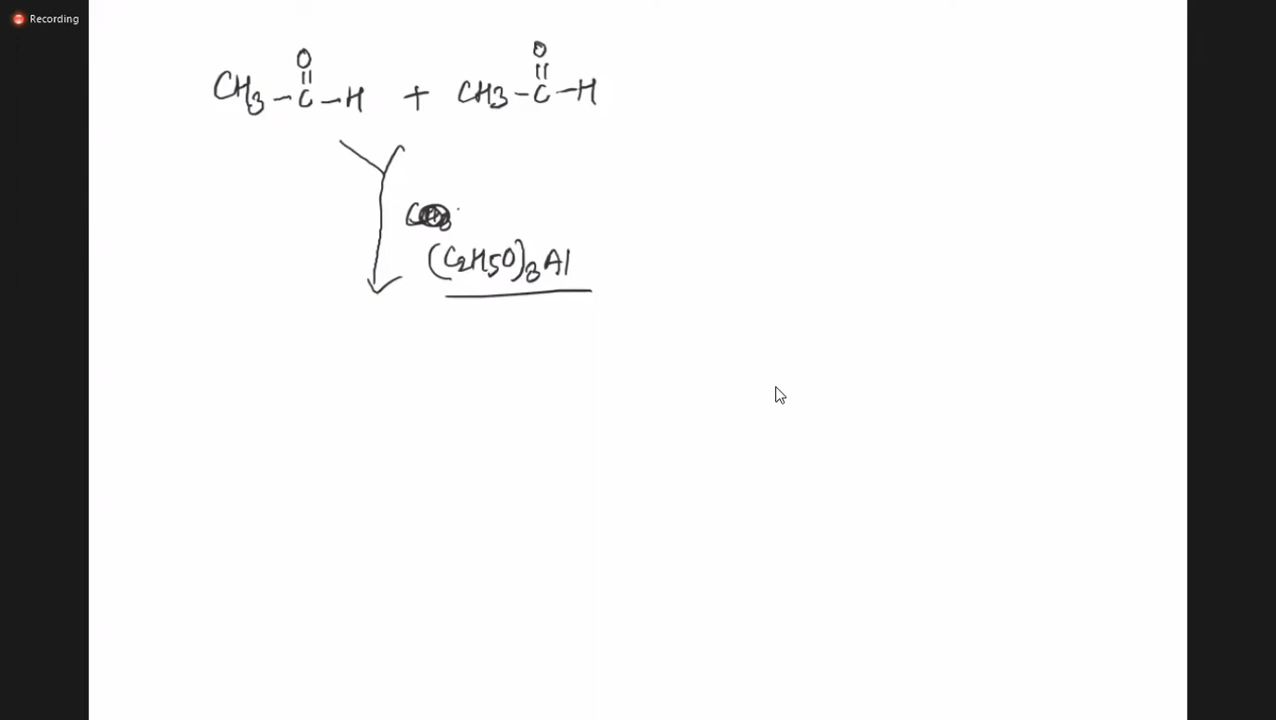 Recording
O O
CH3-C-H + CH3-C-H
(C2H5O)3Al